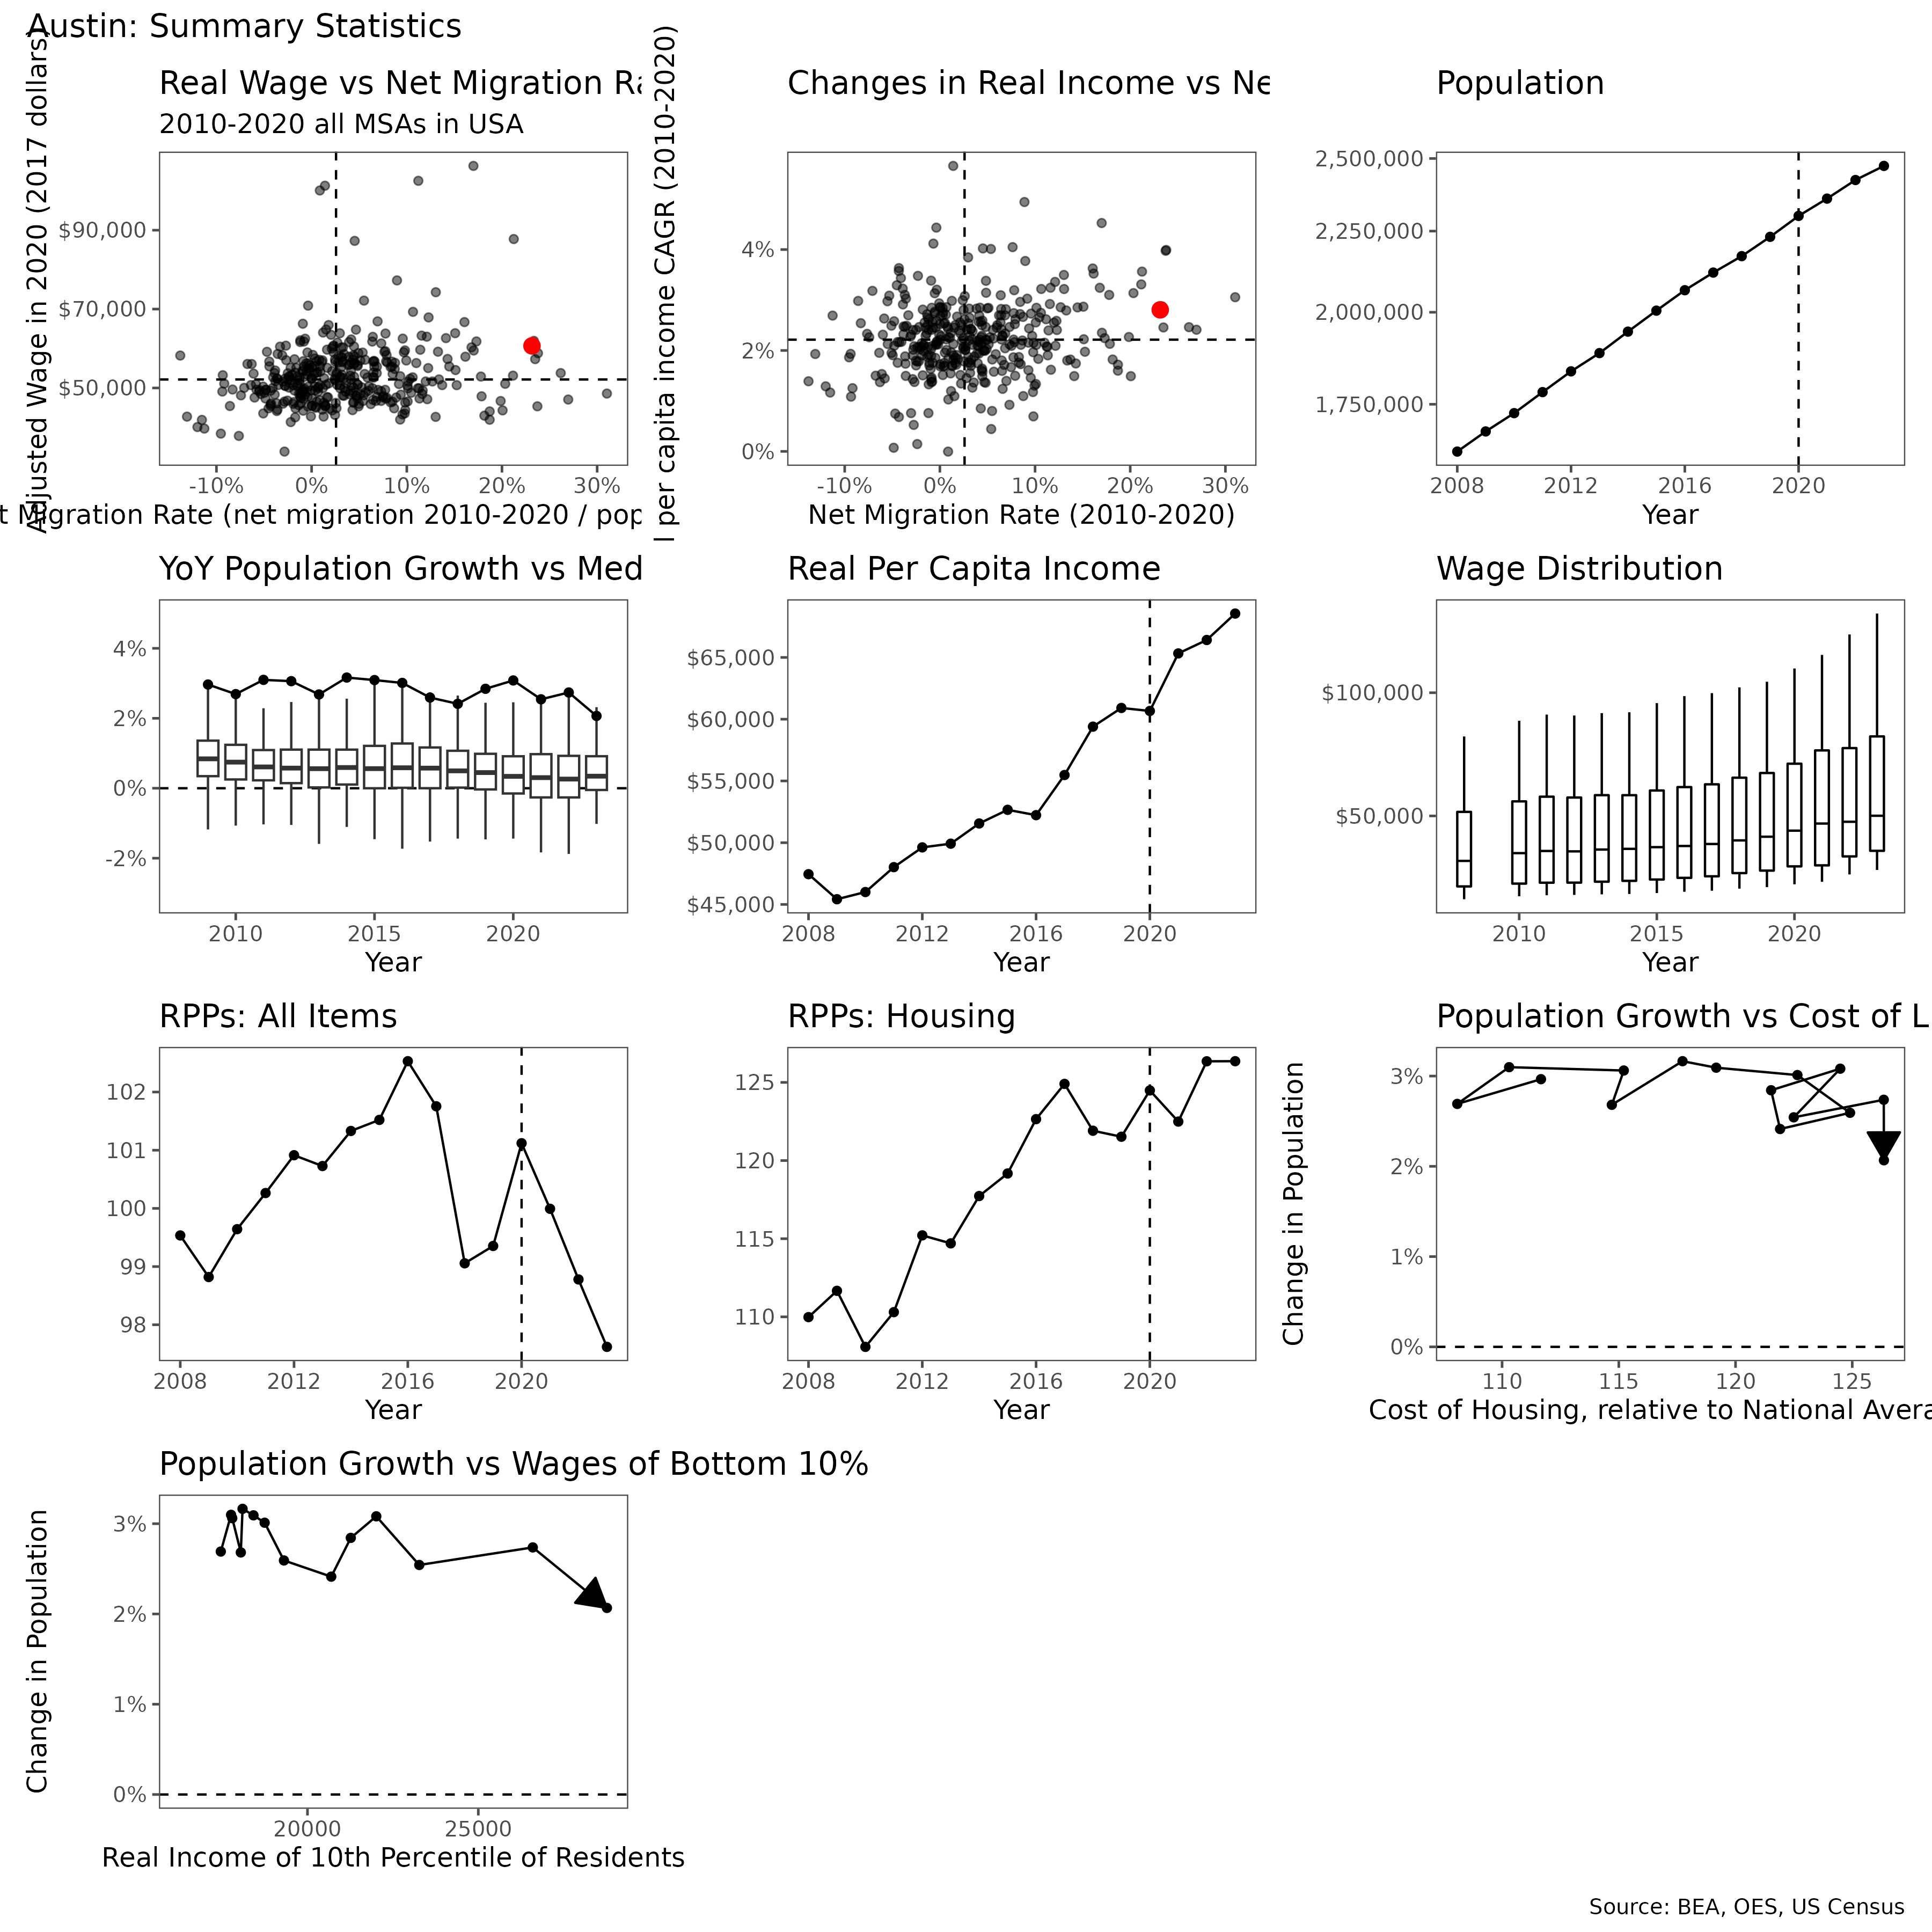 Austin: Summary Statistics
Real Wage vs Net Migration
2010-2020 all MSAs in USA
Adjusted Wage in 2020 (2017 dollars)
$90,000
$70,000
$50,000
-10% 0% 10% 20% 30%
Migration Rate (net migration 2010-2020 /
Changes in Real Income vs
per capita income CAGR (2010-2020)
4%
2%
0%
-10% 0% 10% 20% 30%
Net Migration Rate (2010-2020)
Population
2,500,000
2,250,000
2,000,000
1,750,000
2008 2012 2016 2020
Year
YoY Population Growth vs
4%
2%
0%
-2%
2010 2015 2020
Year
Real Per Capita Income
$65,000
$60,000
$55,000
$50,000
$45,000
2008 2012 2016 2020
Year
Wage Distribution
$100,000
$50,000
2010 2015 2020
Year
RPPs: All Items
102
101
100
99
98
2008 2012 2016 2020
Year
RPPs: Housing
125
120
115
110
2008 2012 2016 2020
Year
Population Growth vs Cost of
Change in Population
3%
2%
1%
0%
110 115 120 125
Cost of Housing, relative to National
Population Growth vs Wages of Bottom 10%
Change in Population
3%
2%
1%
0%
20000 25000
Real Income of 10th Percentile of Residents
Source: BEA, OES, US Census